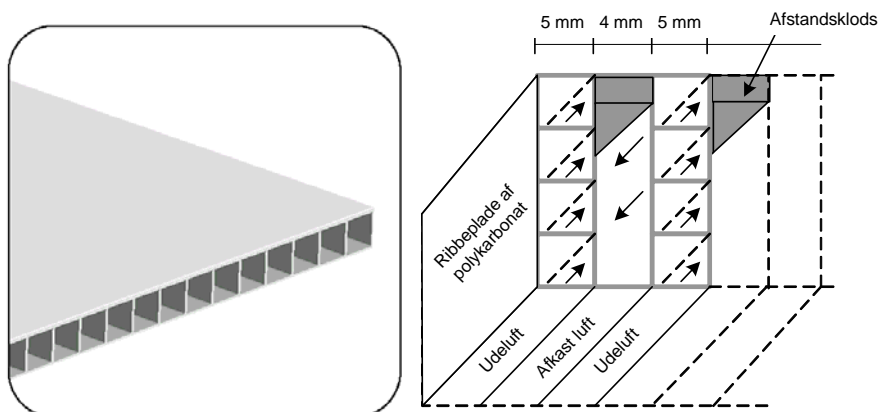 Afstandsklods
5 mm 4 mm 5 mm
Ribbeplade af
polykarbonat
Udeluft
Afkast luft
Udeluft